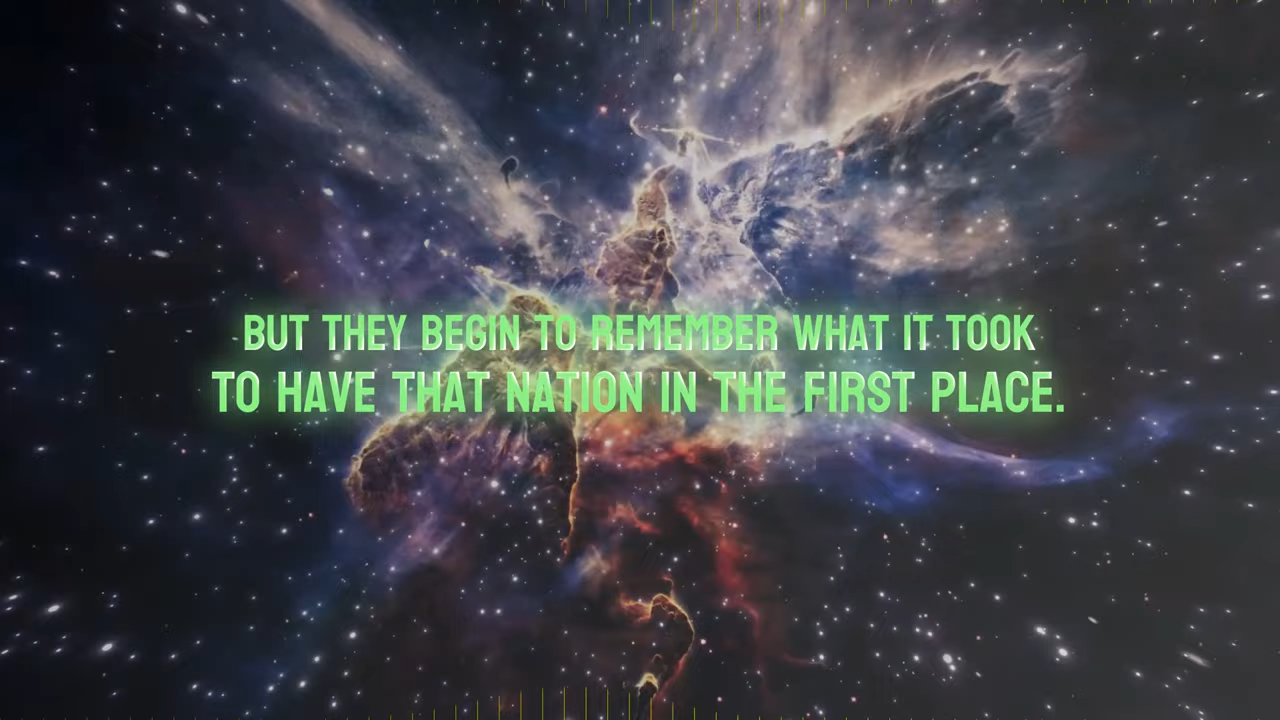 BUT THEY BEGIN TO REMEMBER WHAT IT TOOK
TO HAVE THAT NATION IN THE FIRST PLACE.